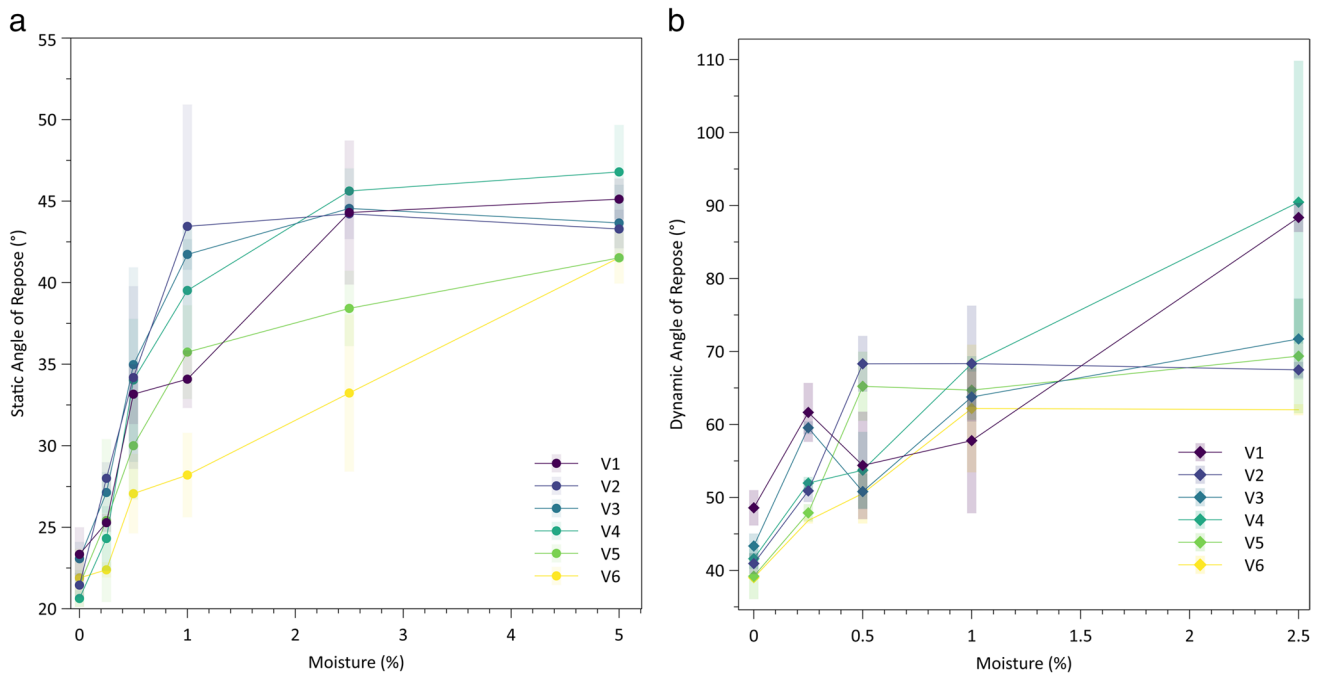 a
55
50
45
40
35
30
25
20
Static Angle of Repose (°)
0
1
2
3
4
5
Moisture (%)
V1
V2
V3
V4
V5
V6
b
110
100
90
80
70
60
50
40
Dynamic Angle of Repose (°)
0
0.5
1
1.5
2
2.5
Moisture (%)
V1
V2
V3
V4
V5
V6